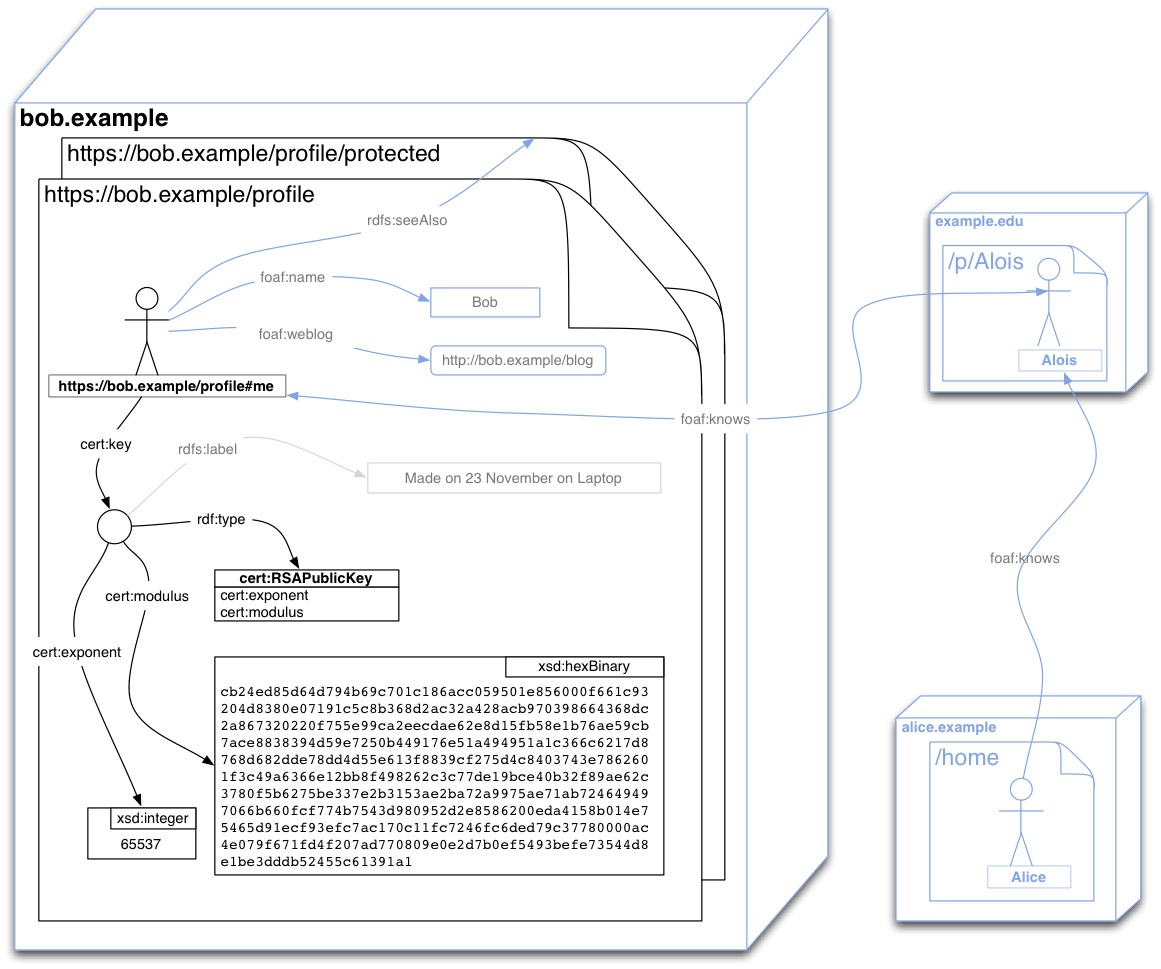 bob.example
https://bob.example/profile/protected
https://bob.example/profile
rdfs:seeAlso
foaf:name
Bob
foaf:weblog
http://bob.example/blog
https://bob.example/profile#me
foaf:knows
cert:key
rdfs:label
Made on 23 November on Laptop
rdf:type
cert:RSAPublicKey
cert:exponent
cert:modulus
cert:modulus
cert:exponent
xsd:hexBinary
cb24ed85d64d794b69c701c186acc059501e856000f661c93
204d8380e07191c5c8b368d2ac32a428acb970398664368dc
2a867320220f755e99ca2eecdae62e8d15fb58e1b76ae59cb
7ace8838394d59e7250b449176e51a494951a1c366c6217d8
768d682dde78dd4d55e613f8839cf275d4c8403743e786260
1f3c49a6366e12bb8f498262c3c77de19bce40b32f89ae62c
3780f5b6275be337e2b3153ae2ba72a9975ae71ab72464949
7066b660fcf774b7543d980952d2e8586200eda4158b014e7
5465d91ecf93efc7ac170c11fc7246fc6ded79c37780000ac
4e079f671fd4f207ad770809e0e2d7b0ef5493befe73544d8
e1be3dddb52455c61391a1
xsd:integer
65537
example.edu
/p/Alois
Alois
foaf:knows
alice.example
/home
Alice